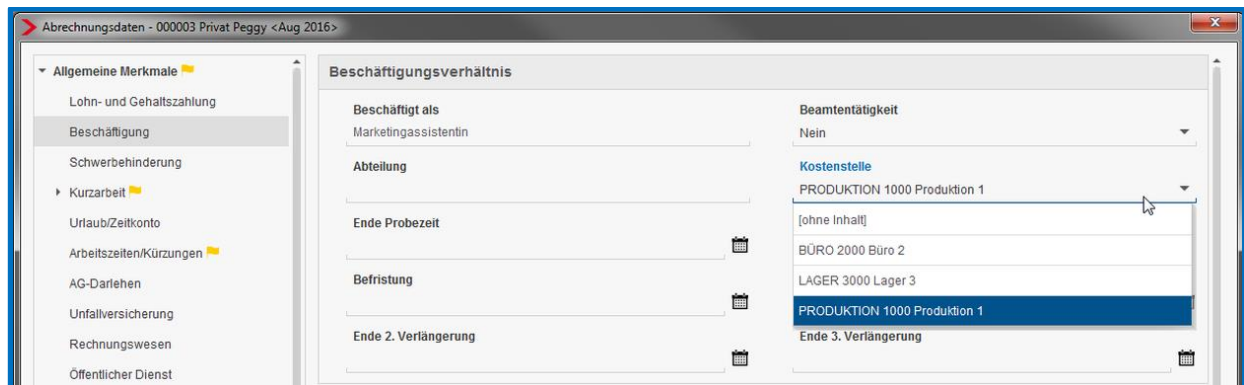 Abrechnungsdaten - 000003 Privat Peggy <Aug 2016>
Allgemeine Merkmale
Lohn- und Gehaltszahlung
Beschäftigung
Schwerbehinderung
Kurzarbeit
Urlaub/Zeitkonto
Arbeitszeiten/Kürzungen
AG-Darlehen
Unfallversicherung
Rechnungswesen
Öffentlicher Dienst
Beschäftigungsverhältnis
Beschäftigt als
Marketingassistentin
Beamtentätigkeit
Nein
Abteilung
Kostenstelle
PRODUKTION 1000 Produktion 1
[ohne Inhalt]
BÜRO 2000 Büro 2
LAGER 3000 Lager 3
PRODUKTION 1000 Produktion 1
Ende Probezeit
Befristung
Ende 2. Verlängerung
Ende 3. Verlängerung